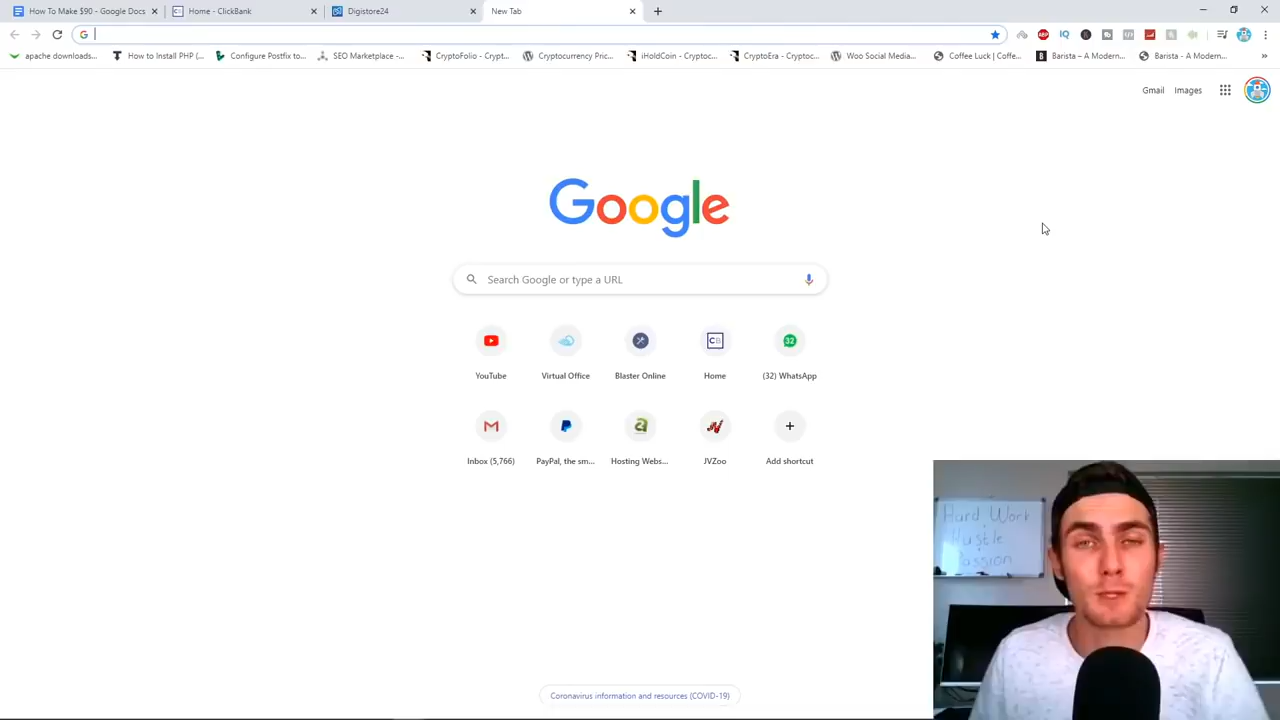 How To Make $90 - Google Docs
Home - ClickBank
Digistore24
New Tab
apache downloads...
How to Install PHP (...
Configure Postfix to...
SEO Marketplace -...
CryptoFolio - Crypt...
Cryptocurrency Pric...
iHoldCoin - Cryptoc...
CryptoEra - Cryptoc...
Woo Social Media...
Coffee Luck | Coffe...
Barista – A Modern...
Barista - A Modern...
Gmail
Images
Google
Search Google or type a URL
YouTube
Virtual Office
Blaster Online
Home
(32) WhatsApp
Inbox (5,766)
PayPal, the sm...
Hosting Webs...
JVZoo
Add shortcut
Hard Work
+
Hustle
+
Passion
Coronavirus information and resources (COVID-19)